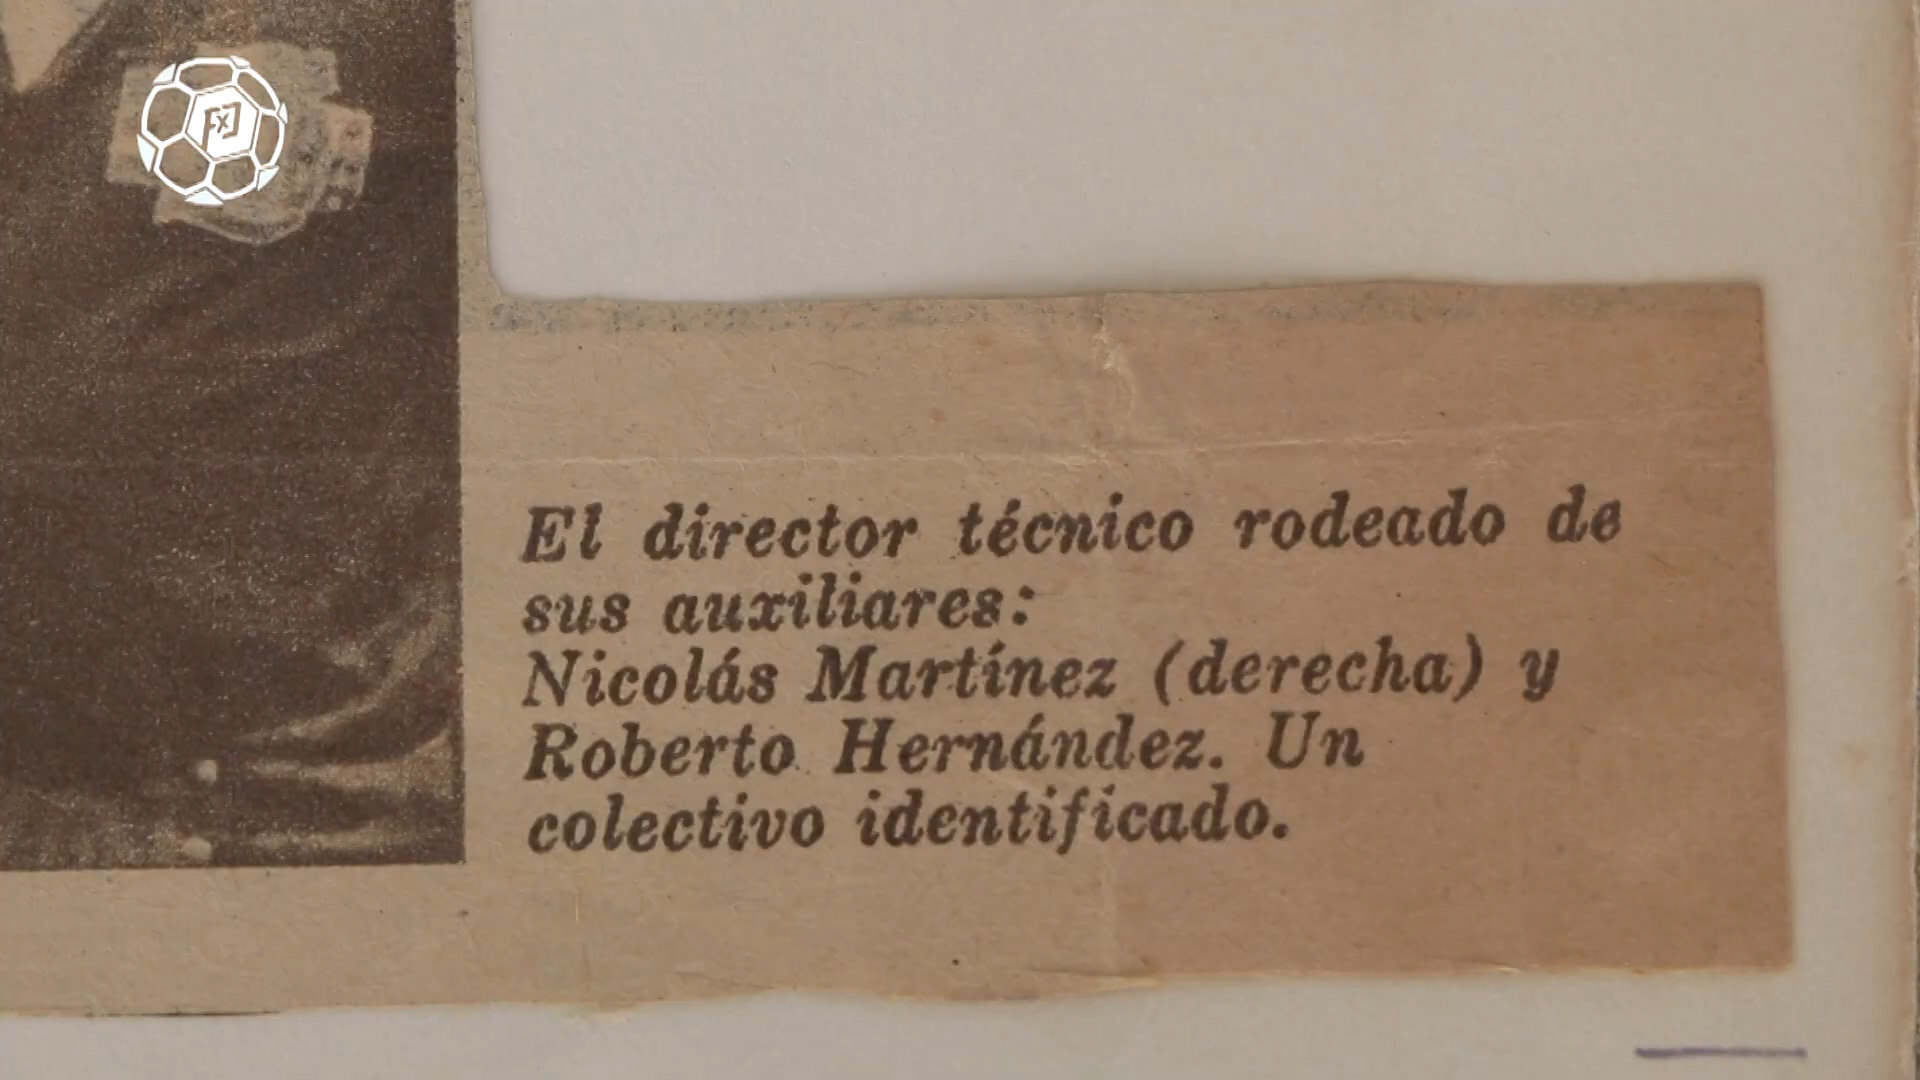 El director técnico rodeado de
sus auxiliares:
Nicolás Martínez (derecha) y
Roberto Hernández. Un
colectivo identificado.